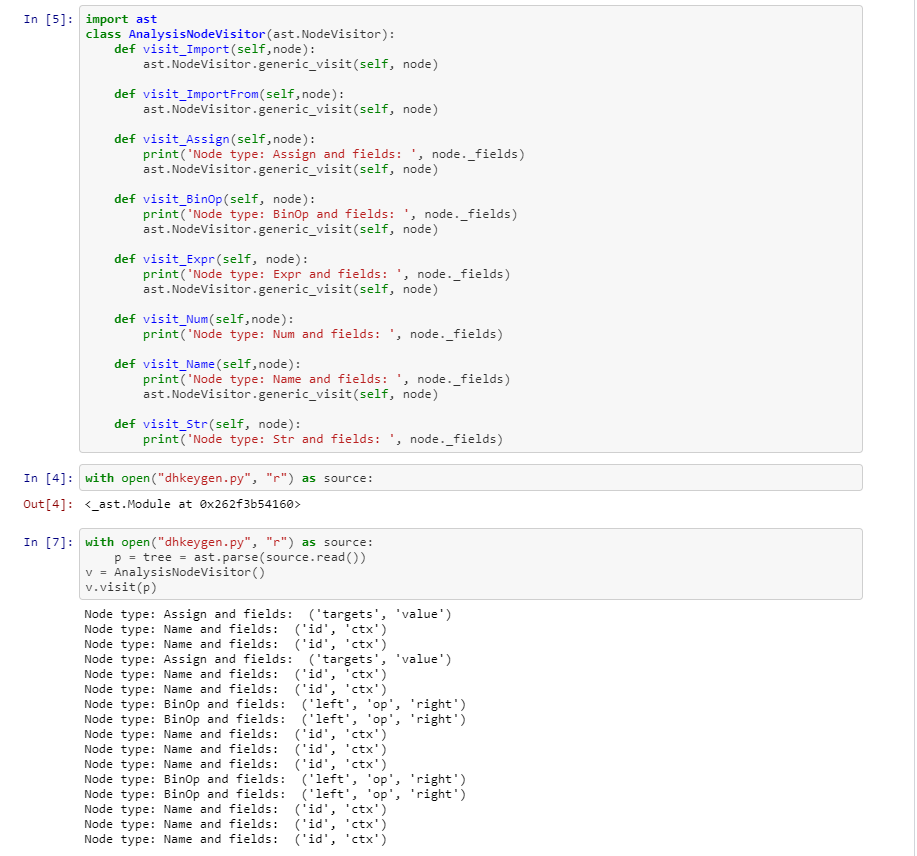 In [5]: import ast
class AnalysisNodeVisitor(ast.NodeVisitor):
    def visit_Import(self,node):
        ast.NodeVisitor.generic_visit(self, node)

    def visit_ImportFrom(self,node):
        ast.NodeVisitor.generic_visit(self, node)

    def visit_Assign(self,node):
        print('Node type: Assign and fields: ', node._fields)
        ast.NodeVisitor.generic_visit(self, node)

    def visit_BinOp(self, node):
        print('Node type: BinOp and fields: ', node._fields)
        ast.NodeVisitor.generic_visit(self, node)

    def visit_Expr(self, node):
        print('Node type: Expr and fields: ', node._fields)
        ast.NodeVisitor.generic_visit(self, node)

    def visit_Num(self,node):
        print('Node type: Num and fields: ', node._fields)

    def visit_Name(self,node):
        print('Node type: Name and fields: ', node._fields)
        ast.NodeVisitor.generic_visit(self, node)

    def visit_Str(self, node):
        print('Node type: Str and fields: ', node._fields)
In [4]: with open("dhkeygen.py", "r") as source:
Out[4]: <_ast.Module at 0x262f3b54160>
In [7]: with open("dhkeygen.py", "r") as source:
    p = tree = ast.parse(source.read())
v = AnalysisNodeVisitor()
v.visit(p)
Node type: Assign and fields:  ('targets', 'value')
Node type: Name and fields:  ('id', 'ctx')
Node type: Name and fields:  ('id', 'ctx')
Node type: Assign and fields:  ('targets', 'value')
Node type: Name and fields:  ('id', 'ctx')
Node type: Name and fields:  ('id', 'ctx')
Node type: BinOp and fields:  ('left', 'op', 'right')
Node type: BinOp and fields:  ('left', 'op', 'right')
Node type: Name and fields:  ('id', 'ctx')
Node type: Name and fields:  ('id', 'ctx')
Node type: Name and fields:  ('id', 'ctx')
Node type: BinOp and fields:  ('left', 'op', 'right')
Node type: BinOp and fields:  ('left', 'op', 'right')
Node type: Name and fields:  ('id', 'ctx')
Node type: Name and fields:  ('id', 'ctx')
Node type: Name and fields:  ('id', 'ctx')